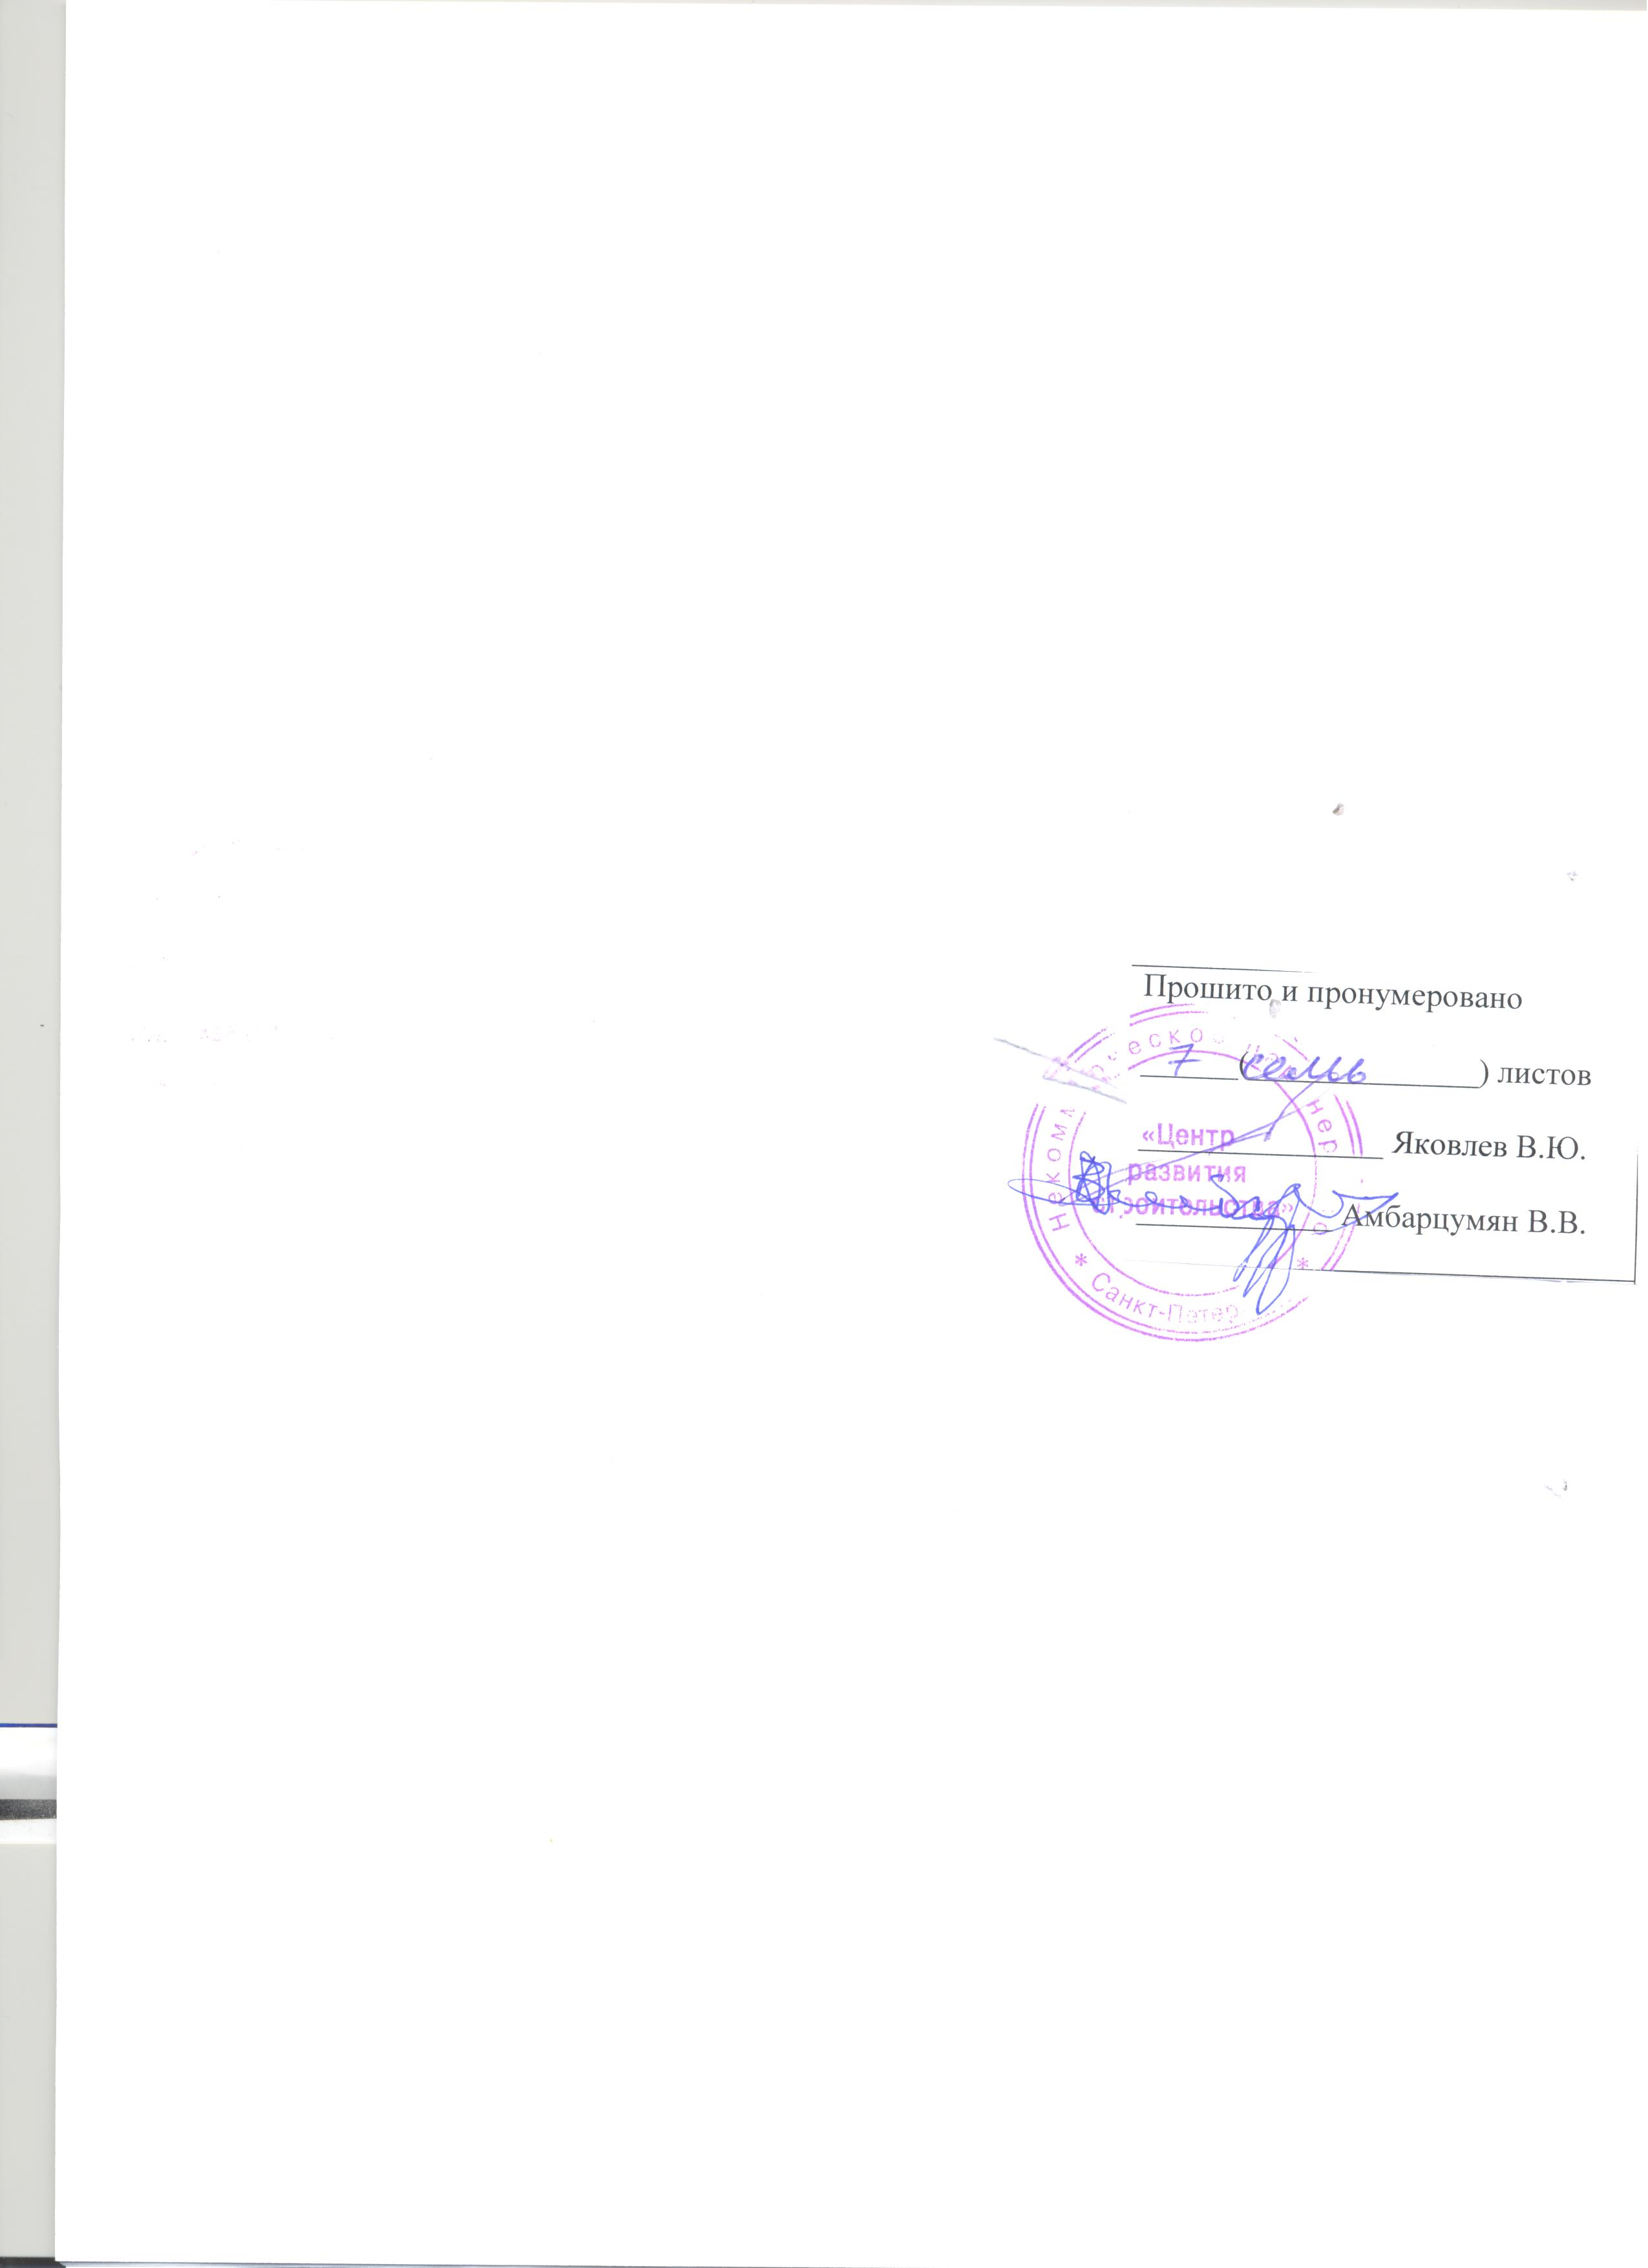 Прошито и пронумеровано
7 (семь) листов
Яковлев В.Ю.
Амбарцумян В.В.
«Центр
развития
* Санкт-Петер